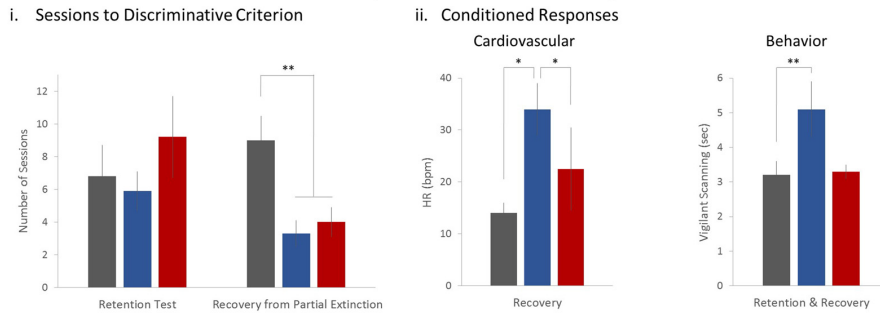 i. Sessions to Discriminative Criterion
Number of Sessions
12
10
8
6
4
2
0
**
Retention Test
Recovery from Partial Extinction
ii. Conditioned Responses
Cardiovascular
HR (bpm)
40
30
20
10
0
*
*
Recovery
Behavior
Vigilant Scanning (sec)
6
5
4
3
2
1
0
**
Retention & Recovery